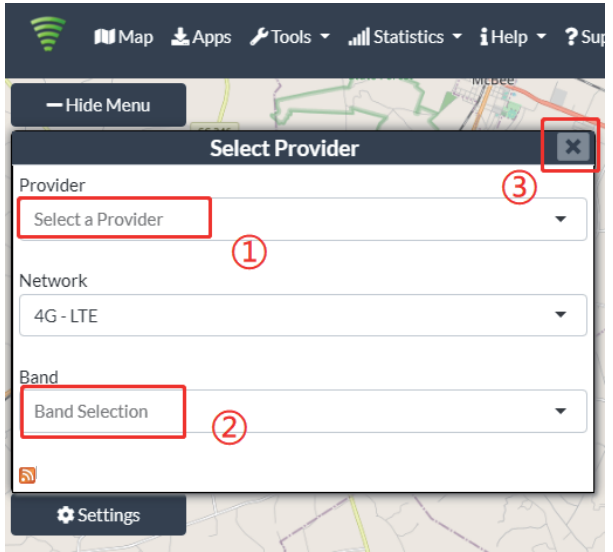 Map Apps Tools Statistics Help ? Sup
McBee
Hide Menu
Select Provider
③
Provider
Select a Provider
①
Network
4G - LTE
Band
Band Selection
②
Settings